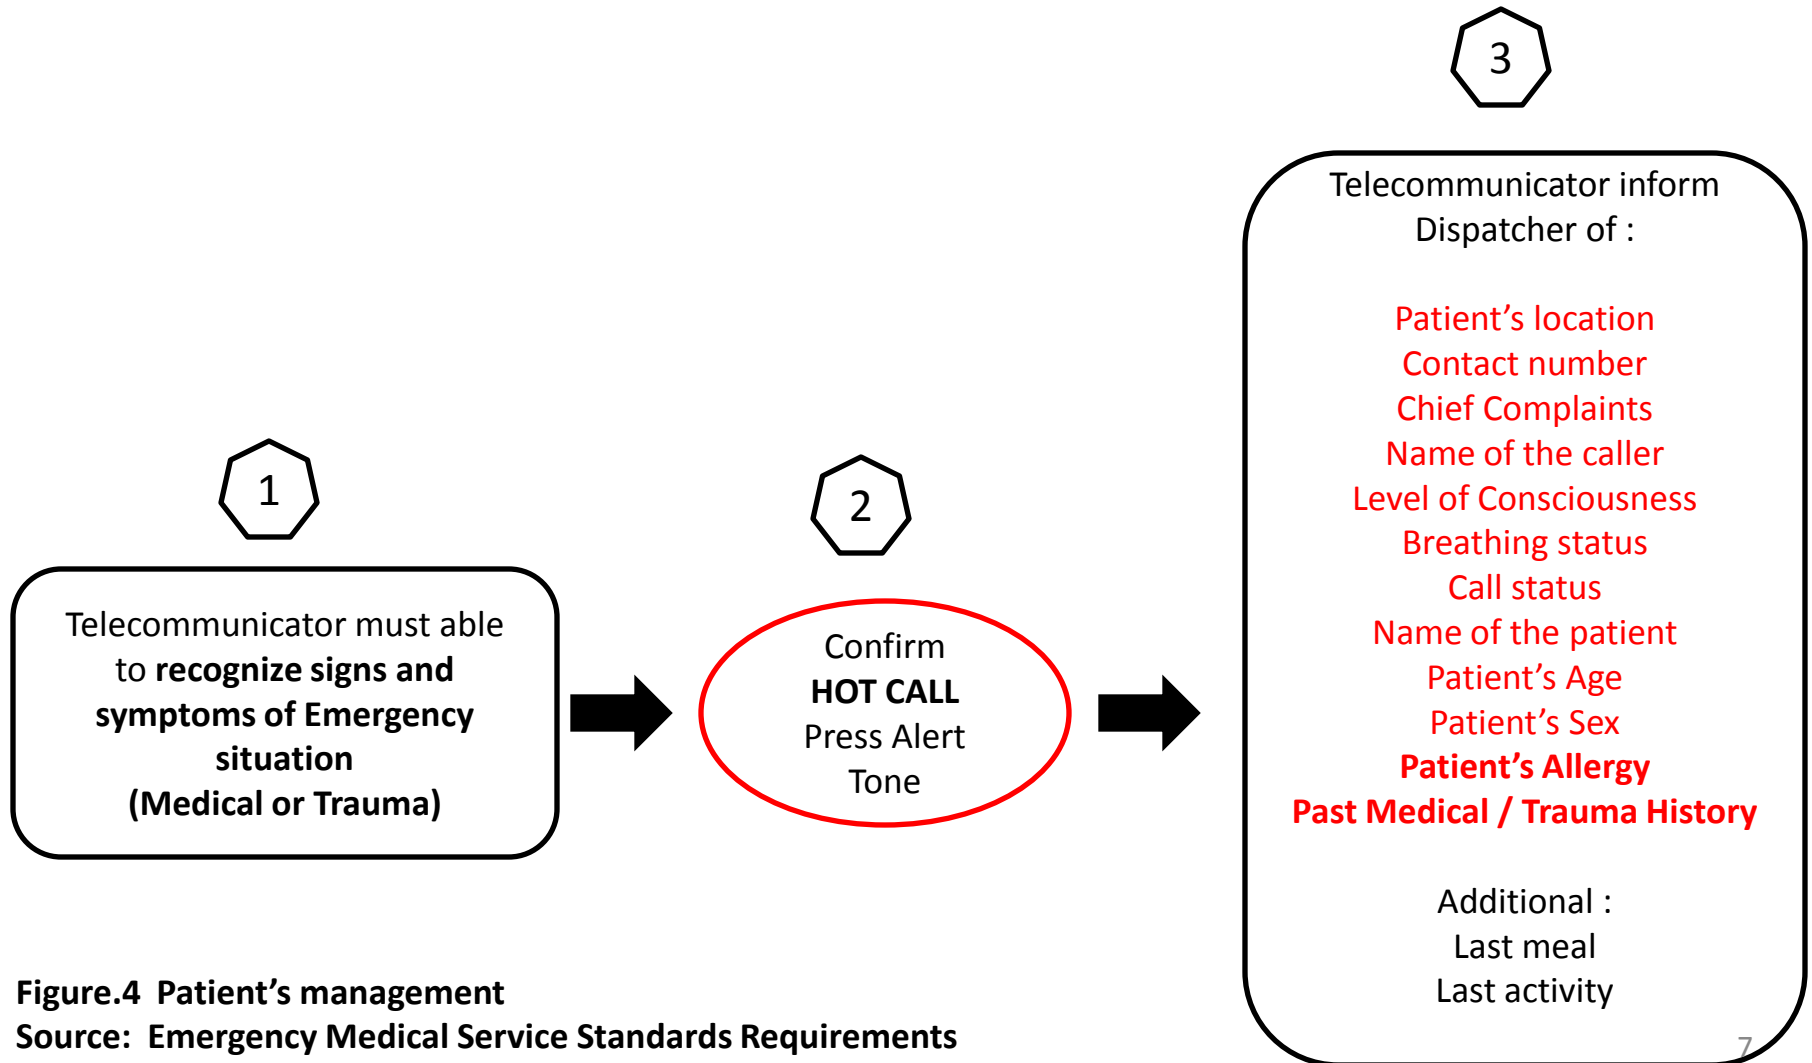 1
Telecommunicator must able
to recognize signs and
symptoms of Emergency
situation
(Medical or Trauma)
2
Confirm
HOT CALL
Press Alert
Tone
3
Telecommunicator inform
Dispatcher of :
Patient’s location
Contact number
Chief Complaints
Name of the caller
Level of Consciousness
Breathing status
Call status
Name of the patient
Patient’s Age
Patient’s Sex
Patient’s Allergy
Past Medical / Trauma History
Additional :
Last meal
Last activity
Figure.4 Patient’s management
Source: Emergency Medical Service Standards Requirements
7